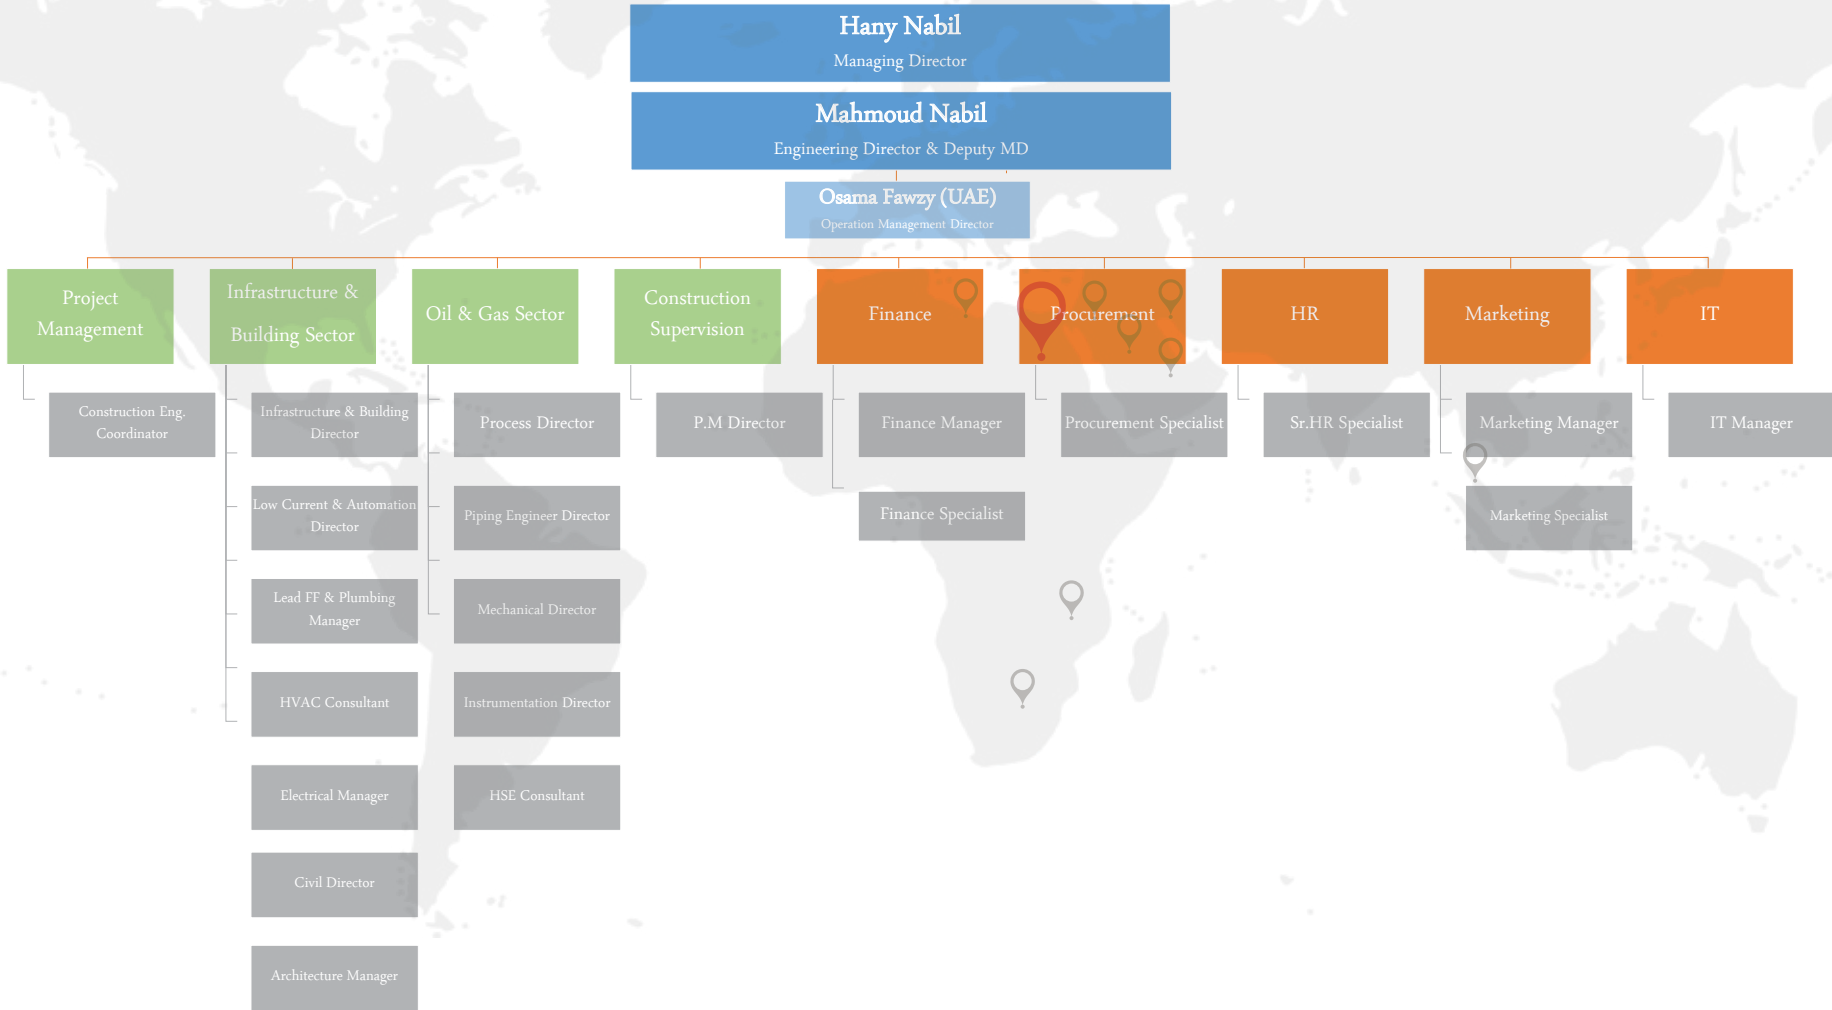 Hany Nabil
Managing Director
Mahmoud Nabil
Engineering Director & Deputy MD
Osama Fawzy (UAE)
Operation Management Director
Project
Management
Infrastructure &
Building Sector
Oil & Gas Sector
Construction
Supervision
Finance
Procurement
HR
Marketing
IT
Construction Eng.
Coordinator
Infrastructure & Building
Director
Low Current & Automation
Director
Lead FF & Plumbing
Manager
HVAC Consultant
Electrical Manager
Civil Director
Architecture Manager
Process Director
Piping Engineer Director
Mechanical Director
Instrumentation Director
HSE Consultant
P.M Director
Finance Manager
Finance Specialist
Procurement Specialist
Sr.HR Specialist
Marketing Manager
Marketing Specialist
IT Manager